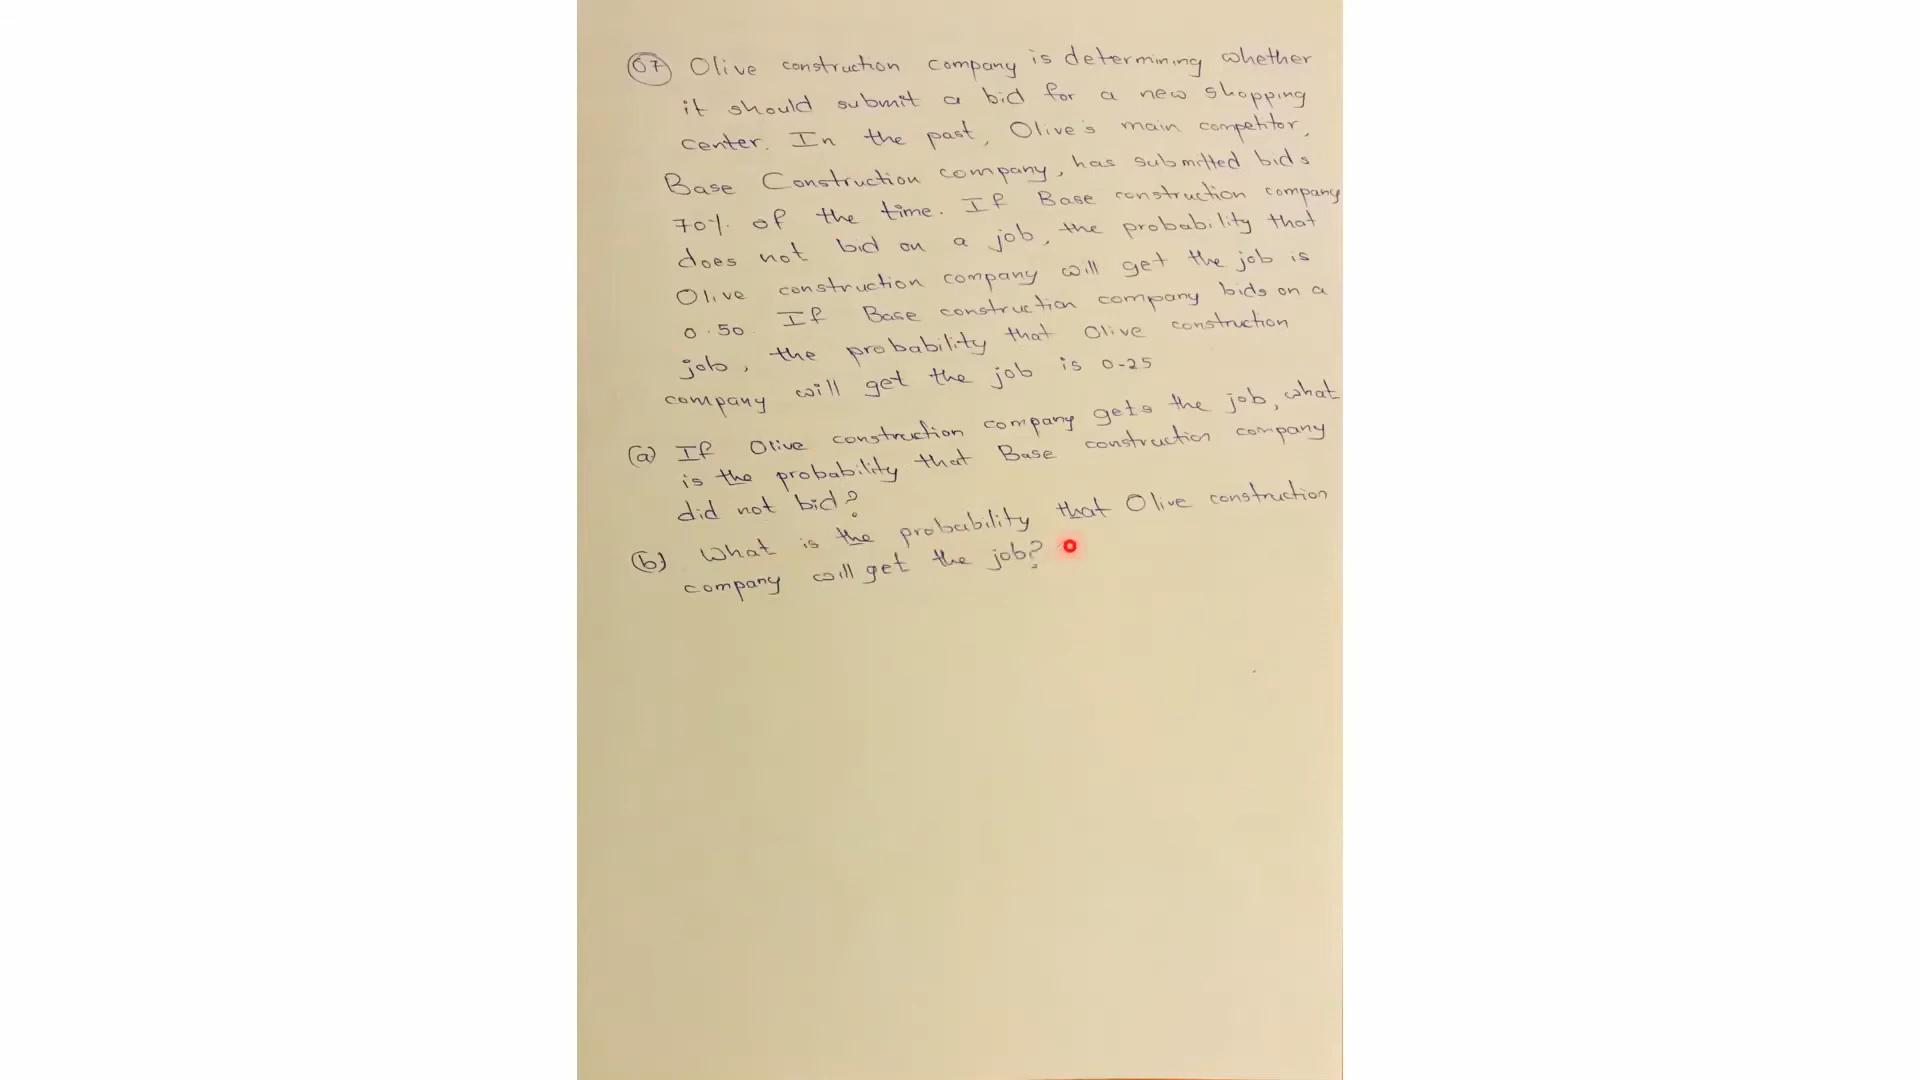 07 Olive construction company is determining whether
it should submit a bid for a new shopping
center. In the past, Olive's main competitor,
Base Construction company, has submitted bids
70% of the time. If Base construction company
does not bid on a job, the probability that
Olive construction company will get the job is
0.50. If Base construction company bids on a
job, the probability that Olive construction
company will get the job is 0.25
(a) If Olive construction company gets the job, what
is the probability that Base construction company
did not bid?
(b) What is the probability that Olive construction
company will get the job?